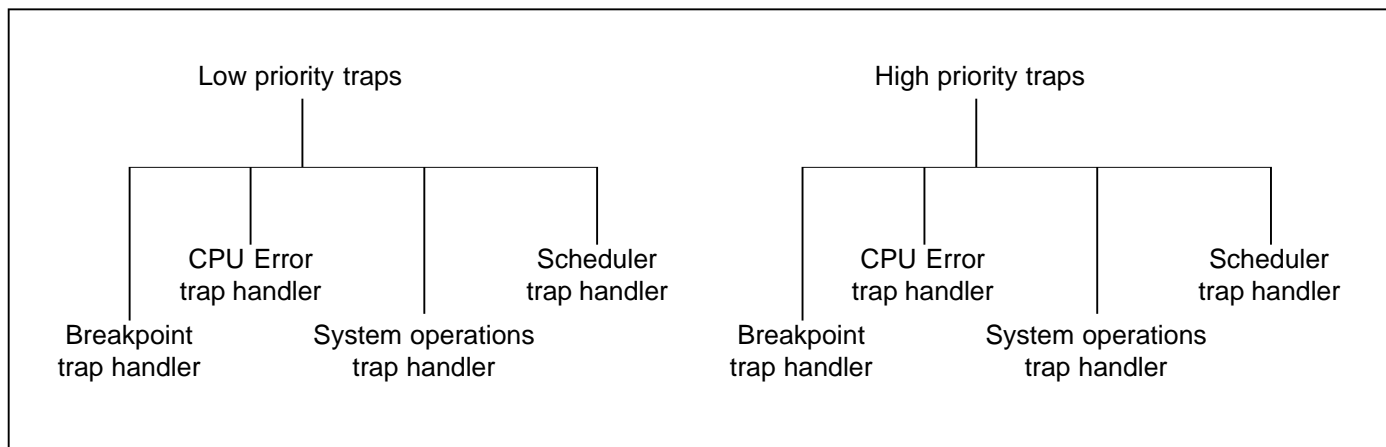 Low priority traps
High priority traps
CPU Error
trap handler
Scheduler
trap handler
Breakpoint
trap handler
System operations
trap handler
CPU Error
trap handler
Scheduler
trap handler
Breakpoint
trap handler
System operations
trap handler